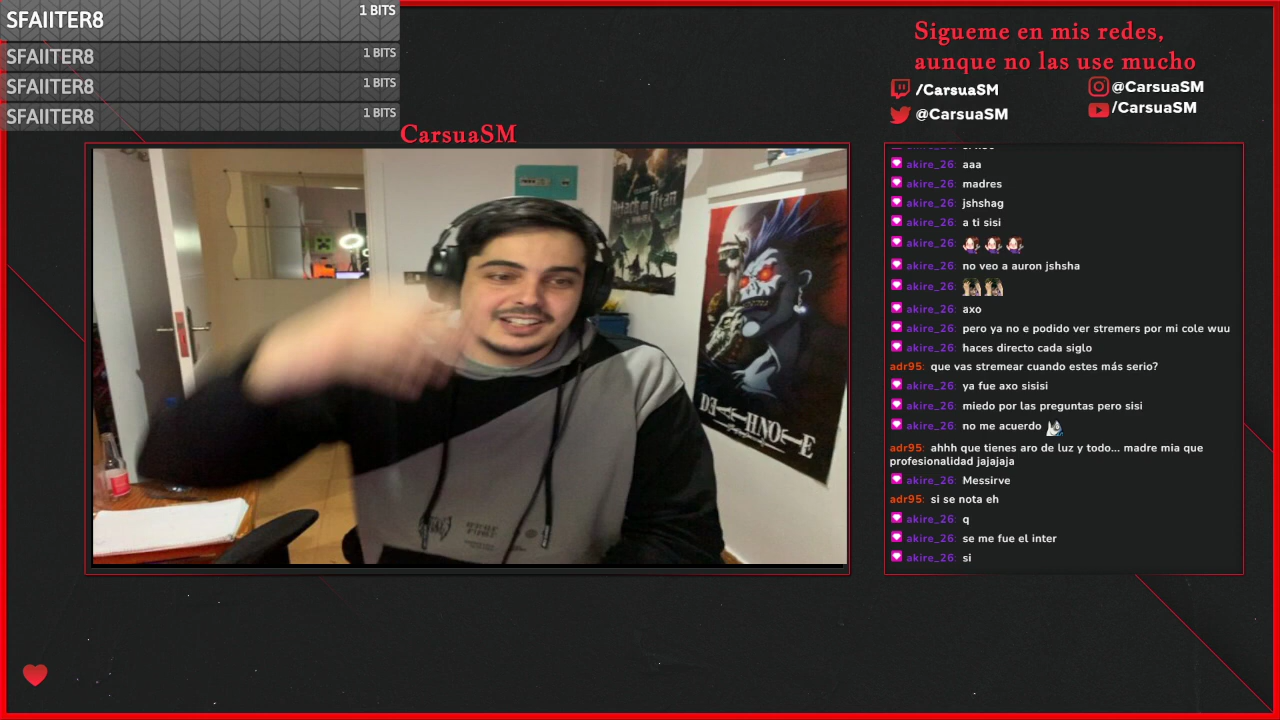 SFAIITER8 1 BITS
SFAIITER8 1 BITS
SFAIITER8 1 BITS
SFAIITER8 1 BITS
Sigueme en mis redes,
aunque no las use mucho
/CarsuaSM @CarsuaSM
@CarsuaSM /CarsuaSM
CarsuaSM
Attack on Titan
akire_26: aaa
akire_26: madres
akire_26: jshshag
akire_26: a ti sisi
akire_26:
akire_26: no veo a auron jshsha
akire_26:
akire_26: axo
akire_26: pero ya no e podido ver stremers por mi cole wuu
akire_26: haces directo cada siglo
adr95: que vas stremear cuando estes más serio?
akire_26: ya fue axo sisisi
akire_26: miedo por las preguntas pero sisi
akire_26: no me acuerdo
adr95: ahhh que tienes aro de luz y todo... madre mia que
profesionalidad jajajaja
akire_26: Messirve
adr95: si se nota eh
akire_26: q
akire_26: se me fue el inter
akire_26: si